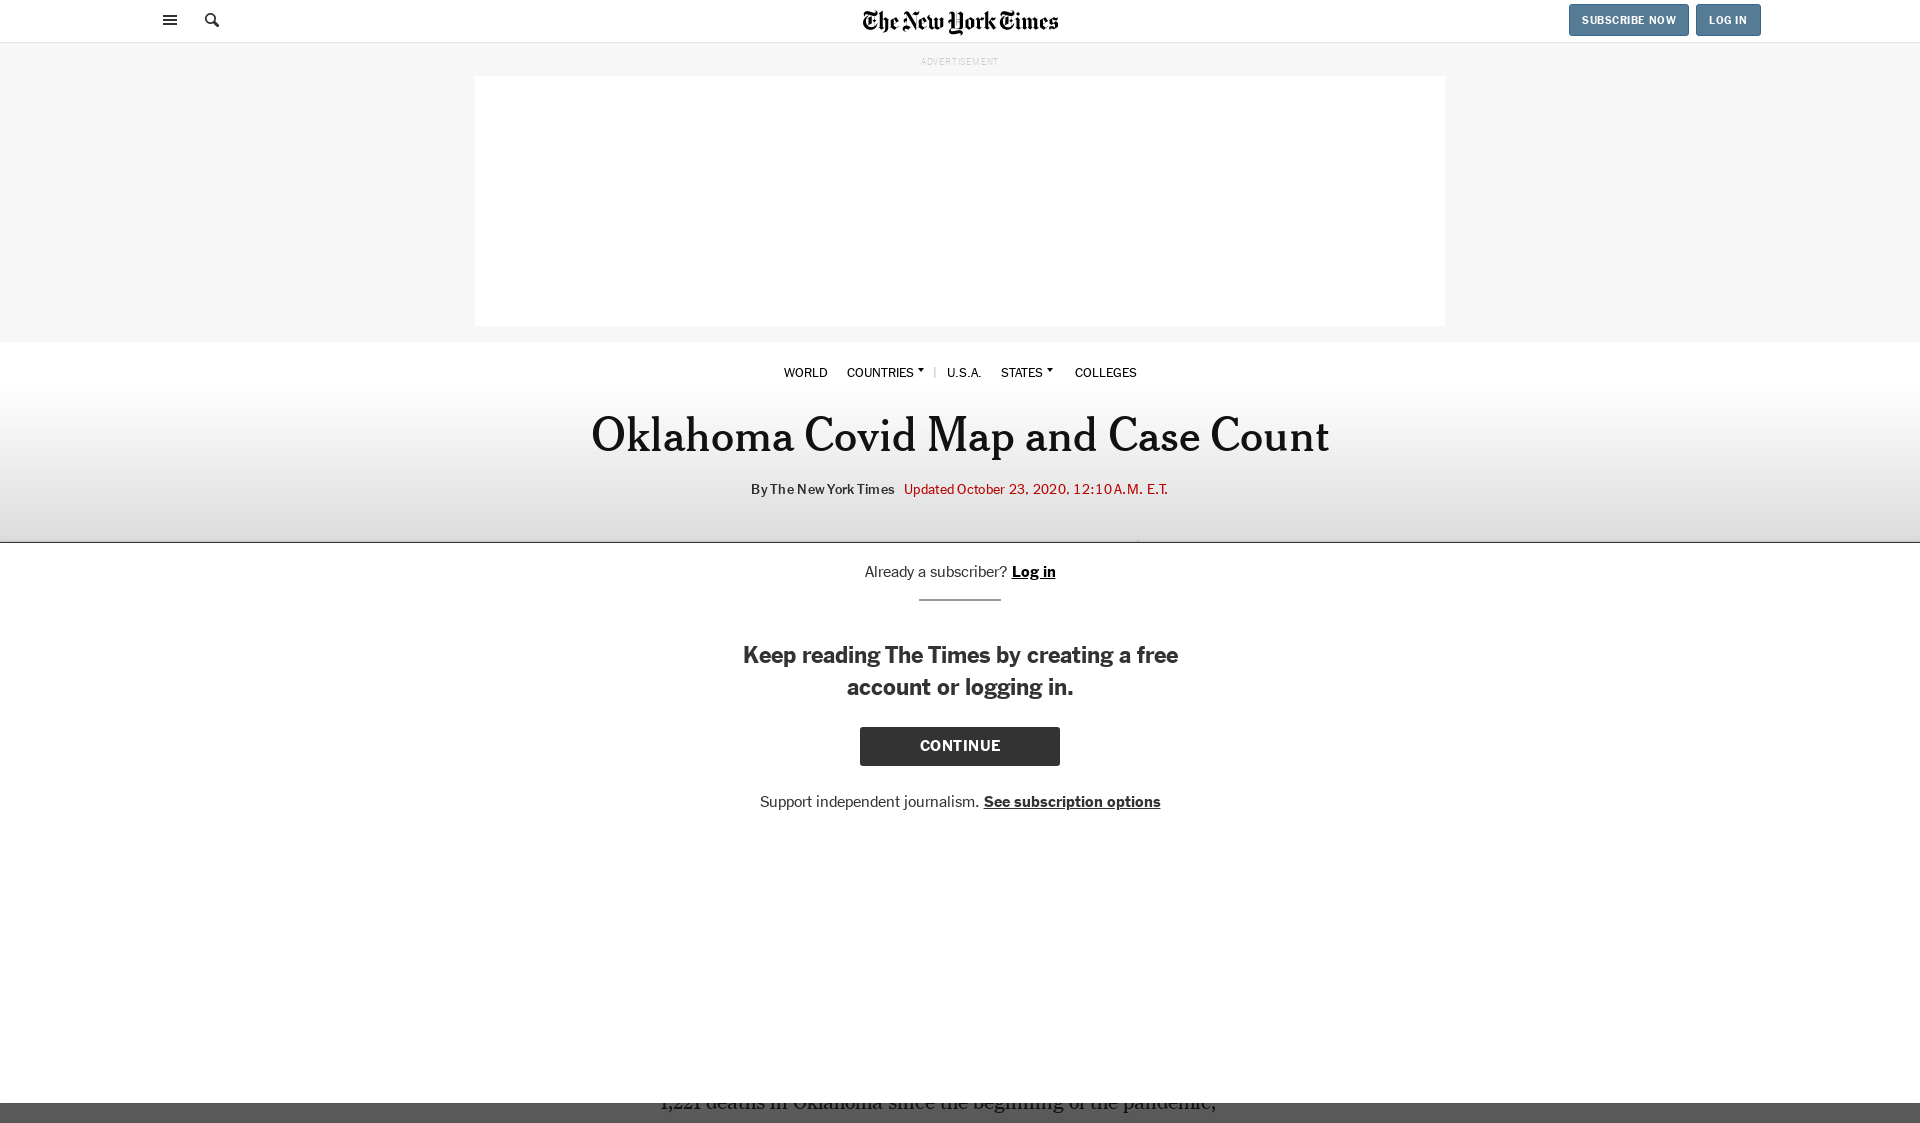 The New York Times
SUBSCRIBE NOW
LOG IN
ADVERTISEMENT
WORLD COUNTRIES U.S.A. STATES COLLEGES
Oklahoma Covid Map and Case Count
By The New York Times Updated October 23, 2020, 12:10 A.M. E.T.
Already a subscriber? Log in
Keep reading The Times by creating a free
account or logging in.
CONTINUE
Support independent journalism. See subscription options
1,221 deaths in Oklahoma since the beginning of the pandemic,